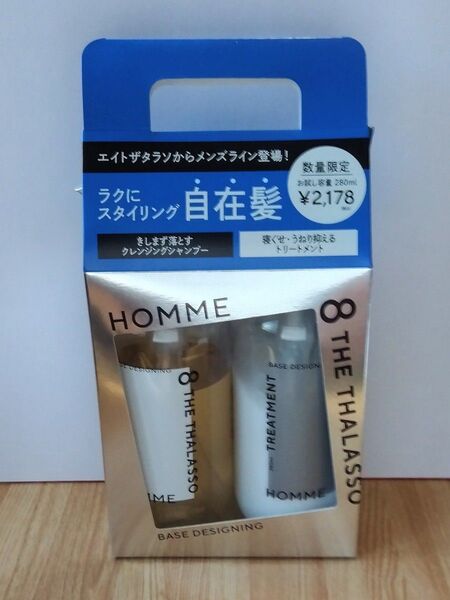 エイトザタラソからメンズライン登場!
数量限定
お試し容量 280ml
¥2,178
ラクに
スタイリング
自在髪
きしまず落とす
クレンジングシャンプー
寝ぐせ・うねり抑える
トリートメント
HOMME
8 THE THALASSO
BASE DESIGNING
8 THE THALASSO
HOMME
BASE DESIGNING
TREATMENT
HOMME
BASE DESIGNING